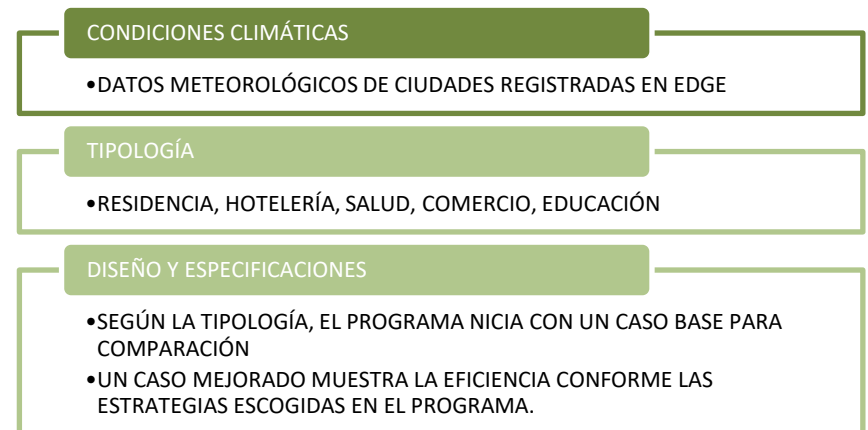 CONDICIONES CLIMÁTICAS
•DATOS METEOROLÓGICOS DE CIUDADES REGISTRADAS EN EDGE
TIPOLOGÍA
•RESIDENCIA, HOTELERÍA, SALUD, COMERCIO, EDUCACIÓN
DISEÑO Y ESPECIFICACIONES
•SEGÚN LA TIPOLOGÍA, EL PROGRAMA NICIA CON UN CASO BASE PARA
COMPARACIÓN
•UN CASO MEJORADO MUESTRA LA EFICIENCIA CONFORME LAS
ESTRATEGIAS ESCOGIDAS EN EL PROGRAMA.